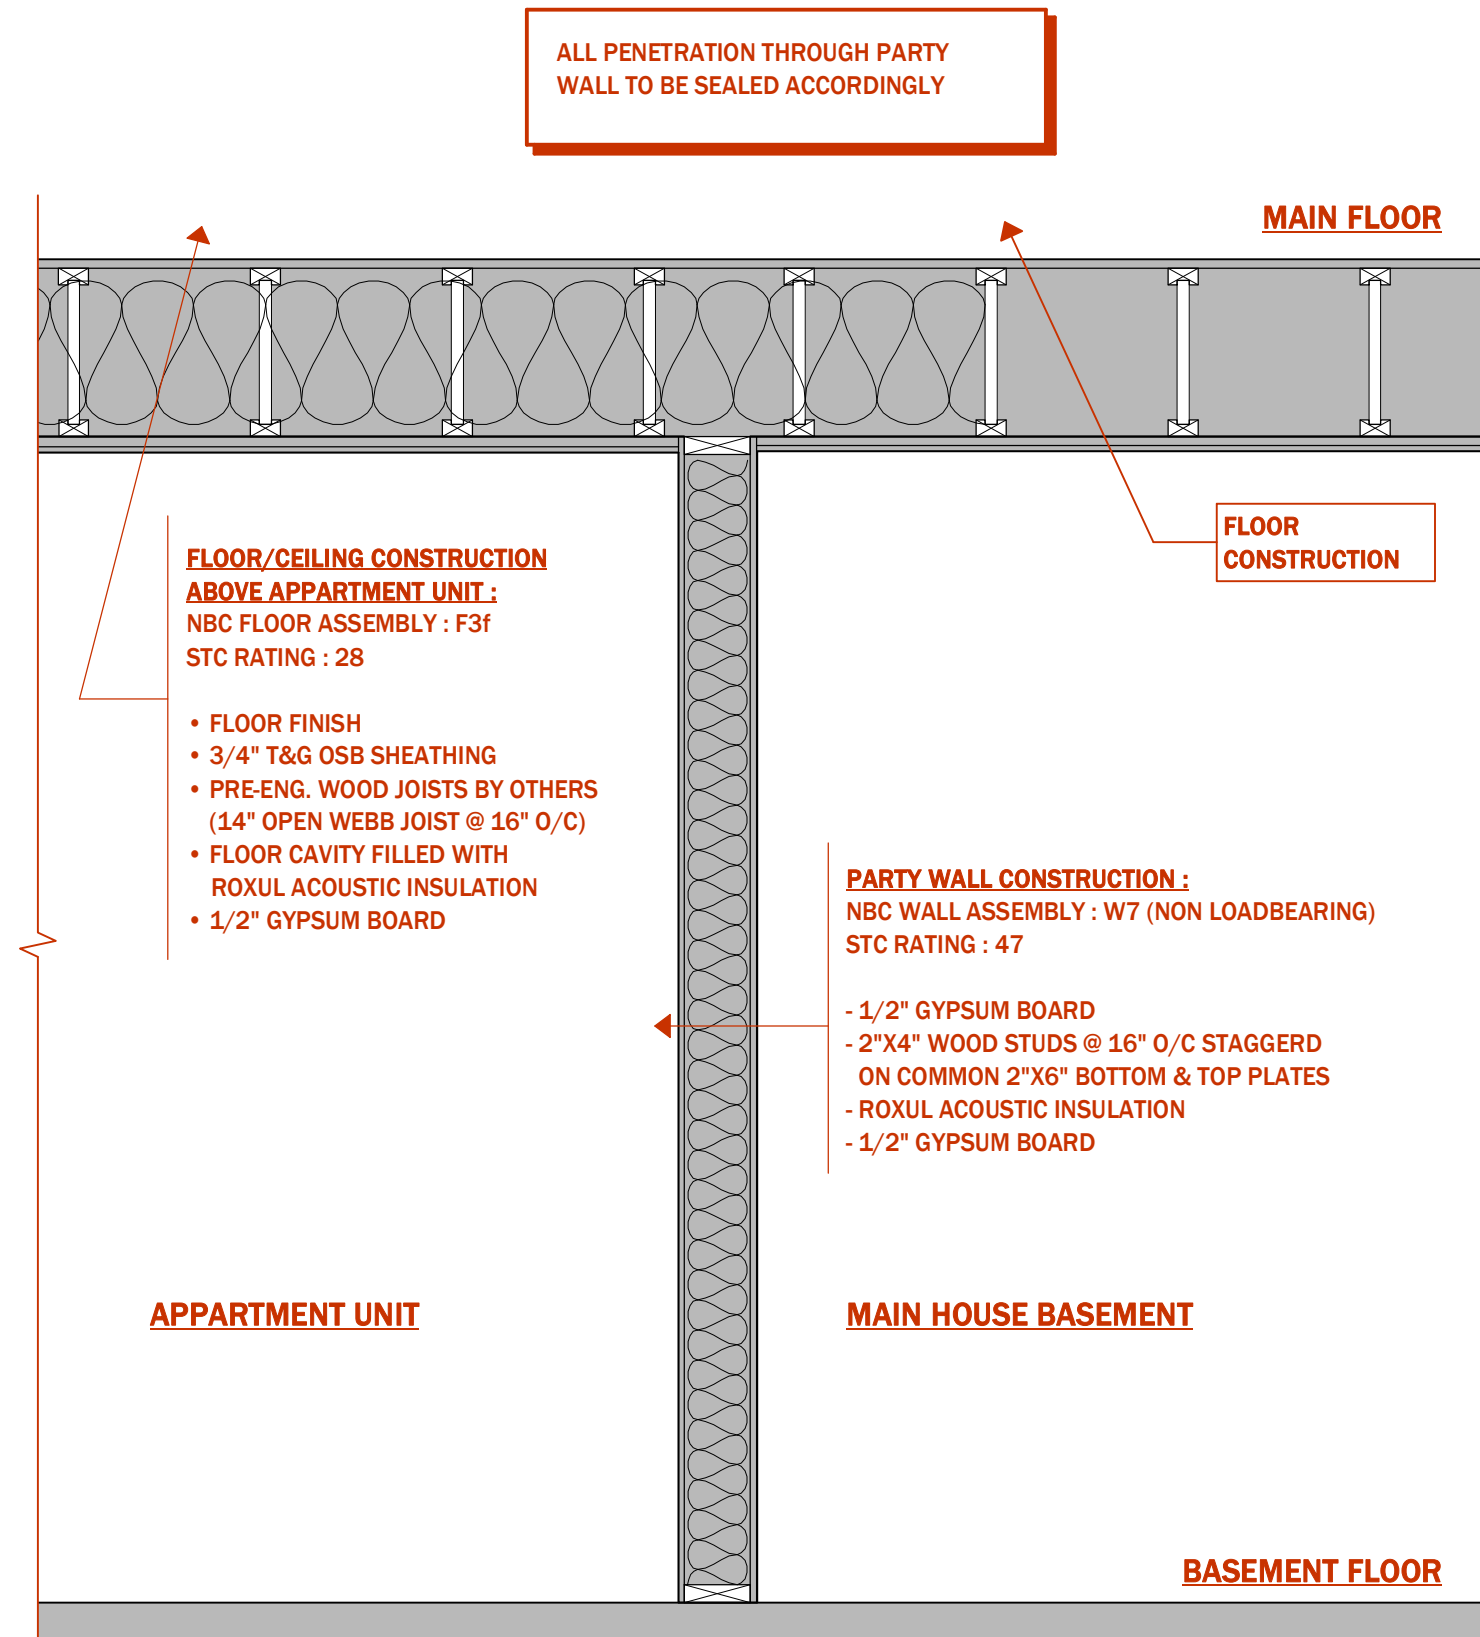 ALL PENETRATION THROUGH PARTY
WALL TO BE SEALED ACCORDINGLY
MAIN FLOOR
FLOOR
CONSTRUCTION
FLOOR/CEILING CONSTRUCTION
ABOVE APPARTMENT UNIT :
NBC FLOOR ASSEMBLY : F3f
STC RATING : 28
• FLOOR FINISH
• 3/4" T&G OSB SHEATHING
• PRE-ENG. WOOD JOISTS BY OTHERS
(14" OPEN WEBB JOIST @ 16" O/C)
• FLOOR CAVITY FILLED WITH
ROXUL ACOUSTIC INSULATION
• 1/2" GYPSUM BOARD
PARTY WALL CONSTRUCTION :
NBC WALL ASSEMBLY : W7 (NON LOADBEARING)
STC RATING : 47
- 1/2" GYPSUM BOARD
- 2"X4" WOOD STUDS @ 16" O/C STAGGERD
ON COMMON 2"X6" BOTTOM & TOP PLATES
- ROXUL ACOUSTIC INSULATION
- 1/2" GYPSUM BOARD
APPARTMENT UNIT
MAIN HOUSE BASEMENT
BASEMENT FLOOR